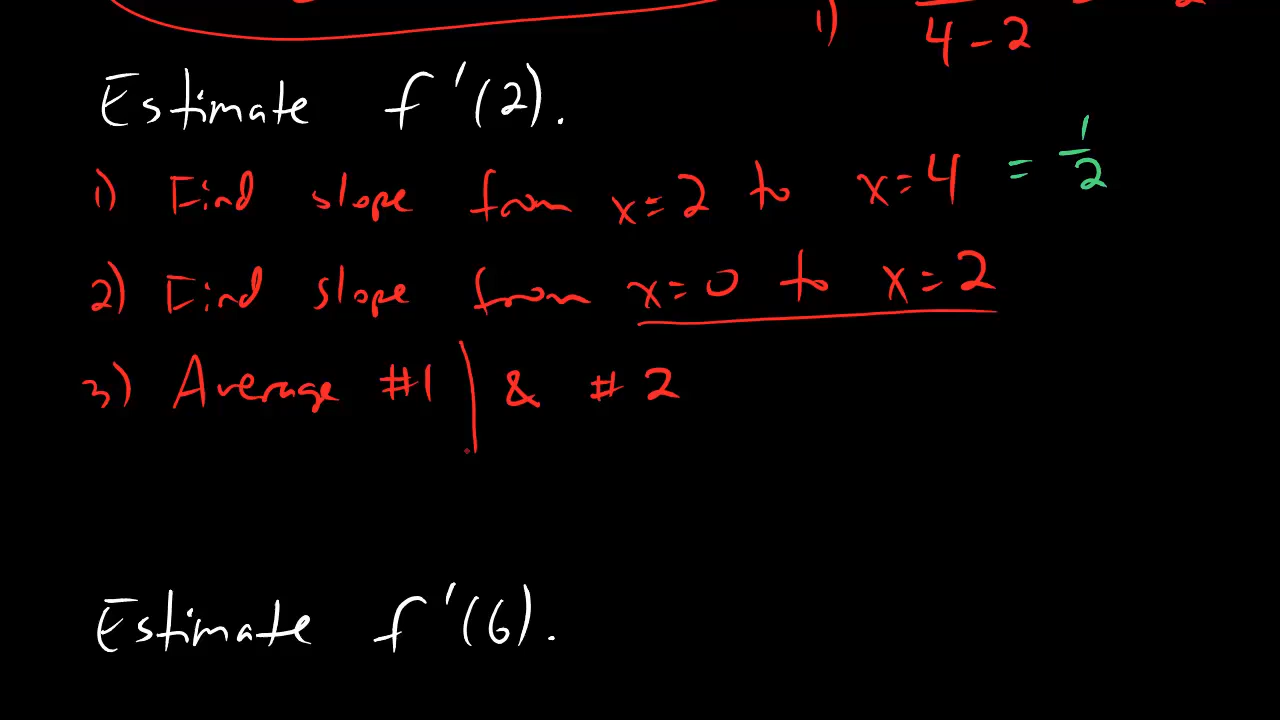 1) 4 - 2
Estimate f'(2).
1) Find slope from x=2 to x=4 = 1/2
2) Find slope from x=0 to x=2
3) Average #1 & #2
Estimate f'(6).